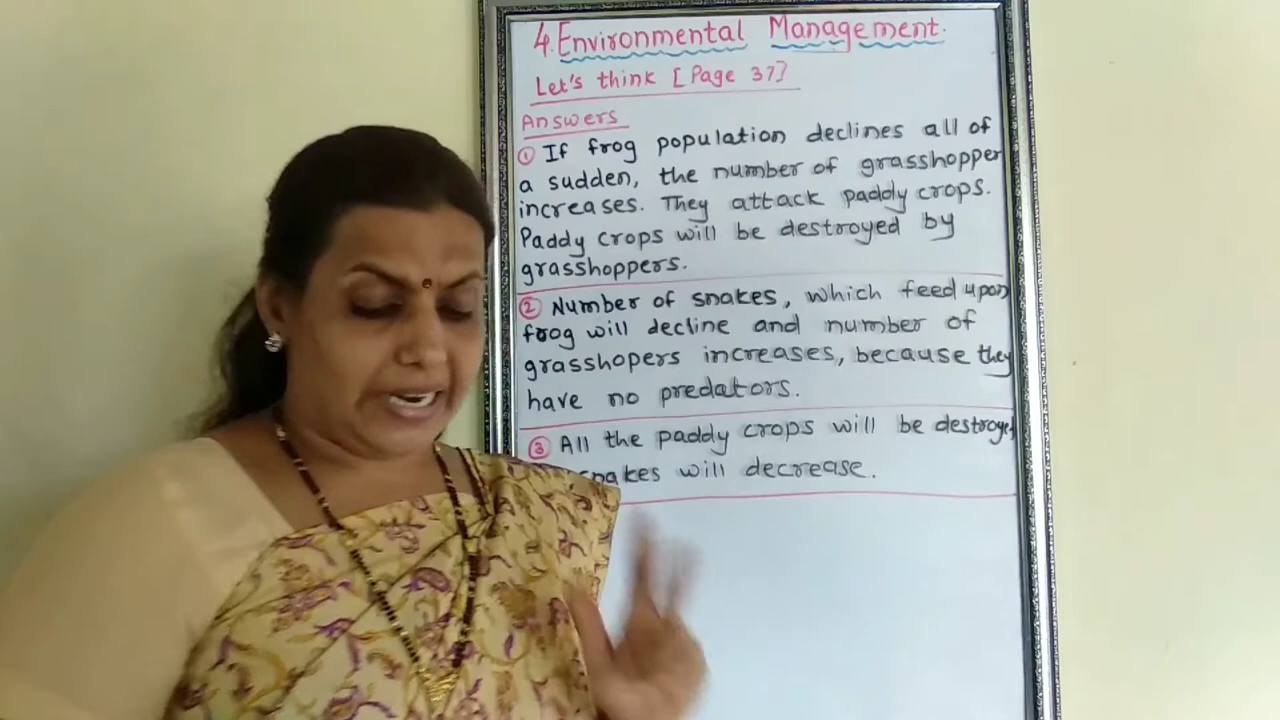 4. Environmental Management.
Let's think [Page 37]
Answers
① If frog population declines all of
a sudden, the number of grasshopper
increases. They attack paddy crops.
Paddy crops will be destroyed by
grasshoppers.
② Number of snakes, which feed upon
frog will decline and number of
grasshopers increases, because they
have no predators.
③ All the paddy crops will be destroyed
snakes will decrease.